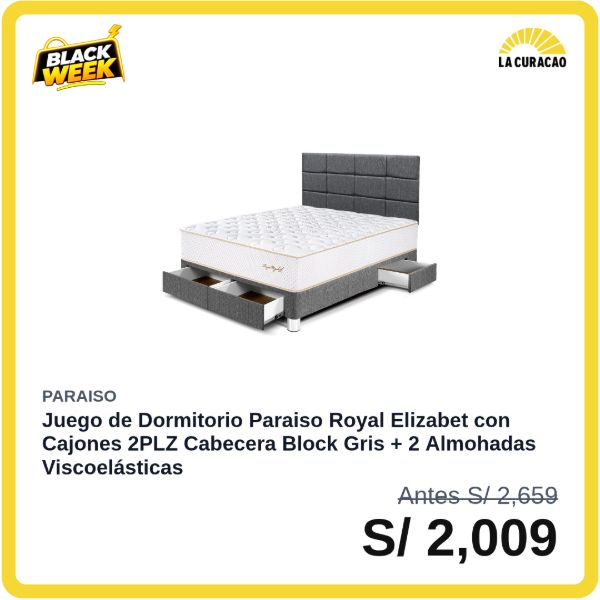 BLACK
WEEK
LA CURACAO
PARAISO
Juego de Dormitorio Paraiso Royal Elizabet con
Cajones 2PLZ Cabecera Block Gris + 2 Almohadas
Viscoelásticas
Antes S/ 2,659
S/ 2,009